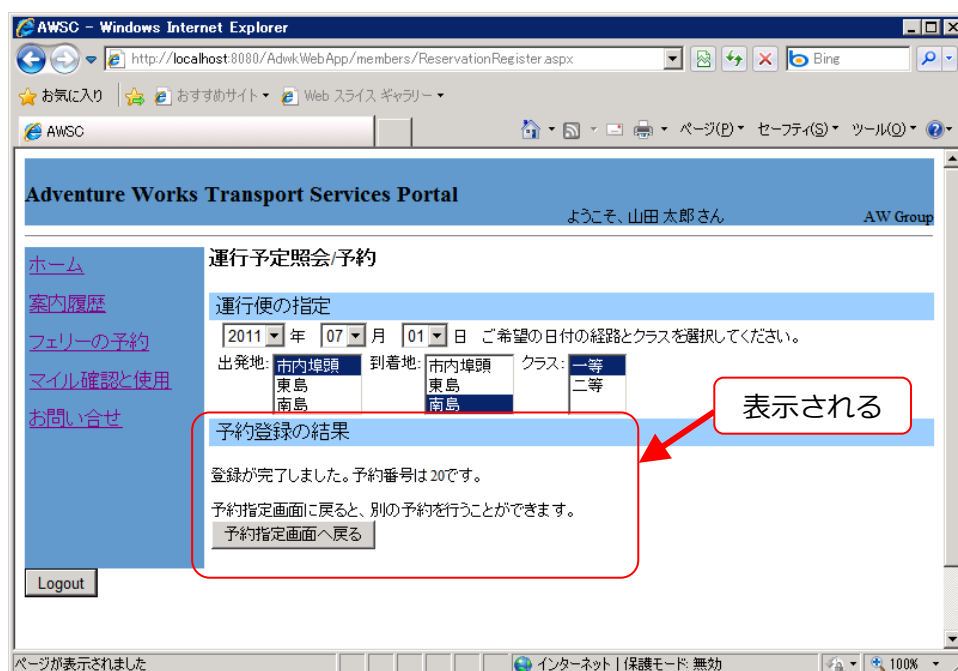 AWSC - Windows Internet Explorer
http://localhost:8080/AdwkWebApp/members/ReservationRegister.aspx
Bing
お気に入り
おすすめサイト
Web スライス ギャラリー
AWSC
ページ(P)
セーフティ(S)
ツール(O)
Adventure Works Transport Services Portal
ようこそ、山田 太郎 さん
AW Group
ホーム
案内履歴
フェリーの予約
マイル確認と使用
お問い合せ
Logout
運行予定照会/予約
運行便の指定
2011 年 07 月 01 日 ご希望の日付の経路とクラスを選択してください。
出発地: 市内埠頭 到着地: 市内埠頭 クラス: 一等
東島 東島 二等
南島 南島
表示される
予約登録の結果
登録が完了しました。予約番号は20です。
予約指定画面に戻ると、別の予約を行うことができます。
予約指定画面へ戻る
ページが表示されました
インターネット | 保護モード: 無効
100%